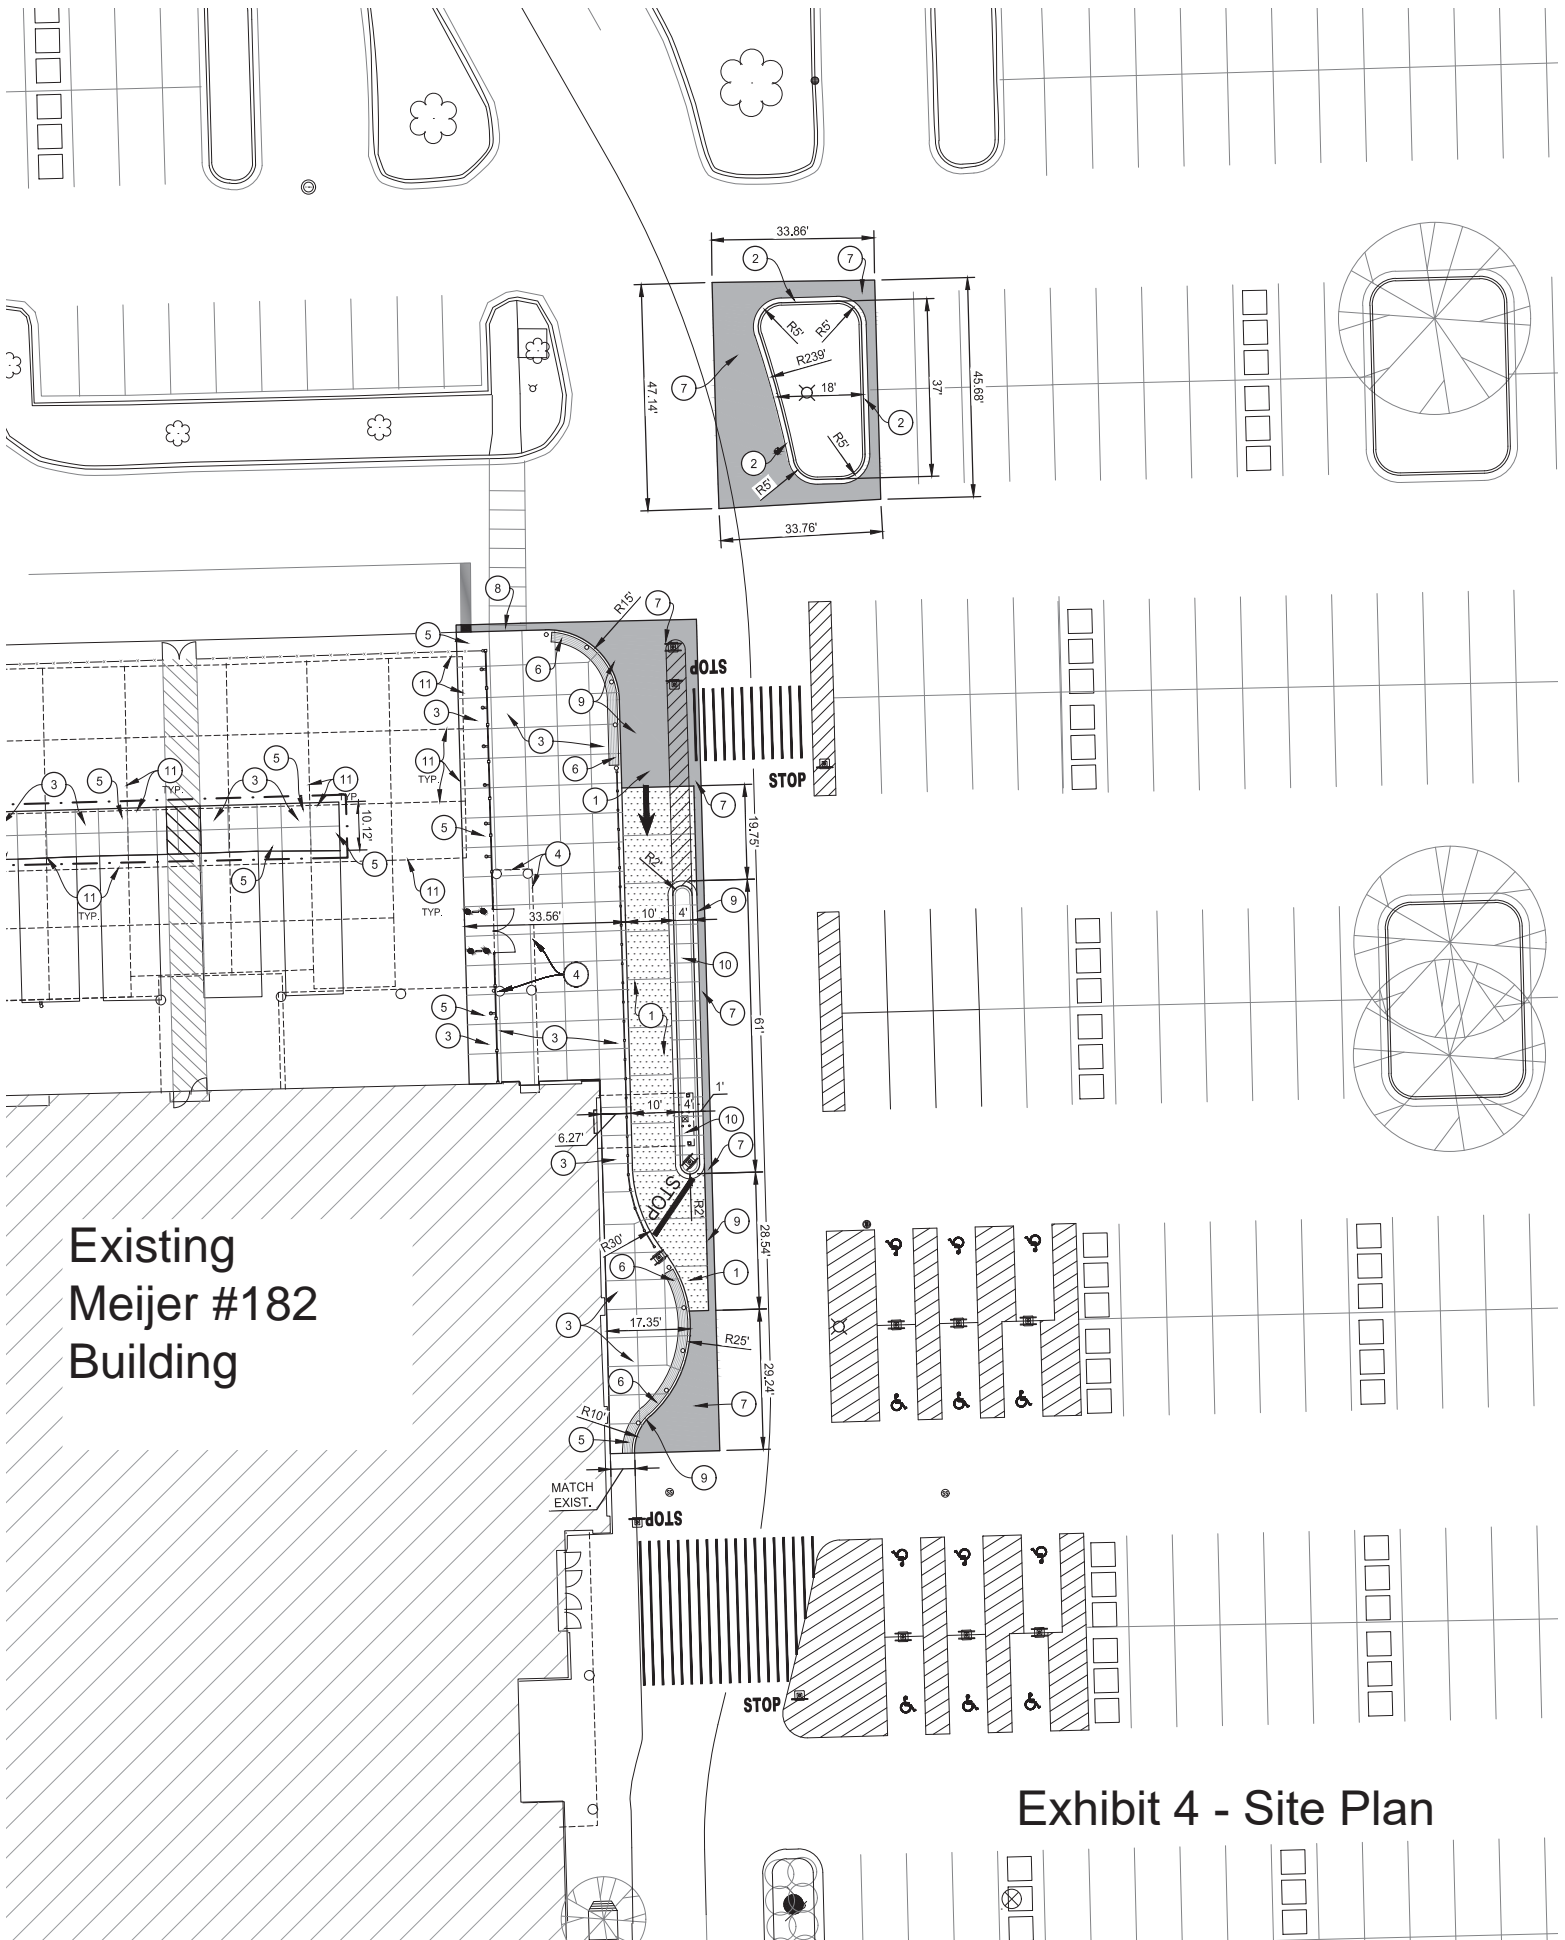 33.86'
2
7
R5'
R5'
R239'
47.14'
7
18'
37'
45.68'
2
2
R5'
R5'
33.76'
8
R15'
7
5
6
STOP
11
9
3
3
11
TYP.
6
STOP
5
11
TYP.
3
5
3
11
TYP.
1
7
10.12'
19.75'
5
4
R2'
5
5
11
TYP.
11
TYP.
9
33.56'
10'
4'
10
4
5
1
7
61'
3
3
1'
10'
4'
10
6.27'
7
3
STOP
R2'
9
28.54'
R30'
6
1
Existing
Meijer #182
Building
3
17.35'
R25'
29.24'
6
7
R10'
5
9
MATCH
EXIST.
STOP
STOP
Exhibit 4 - Site Plan